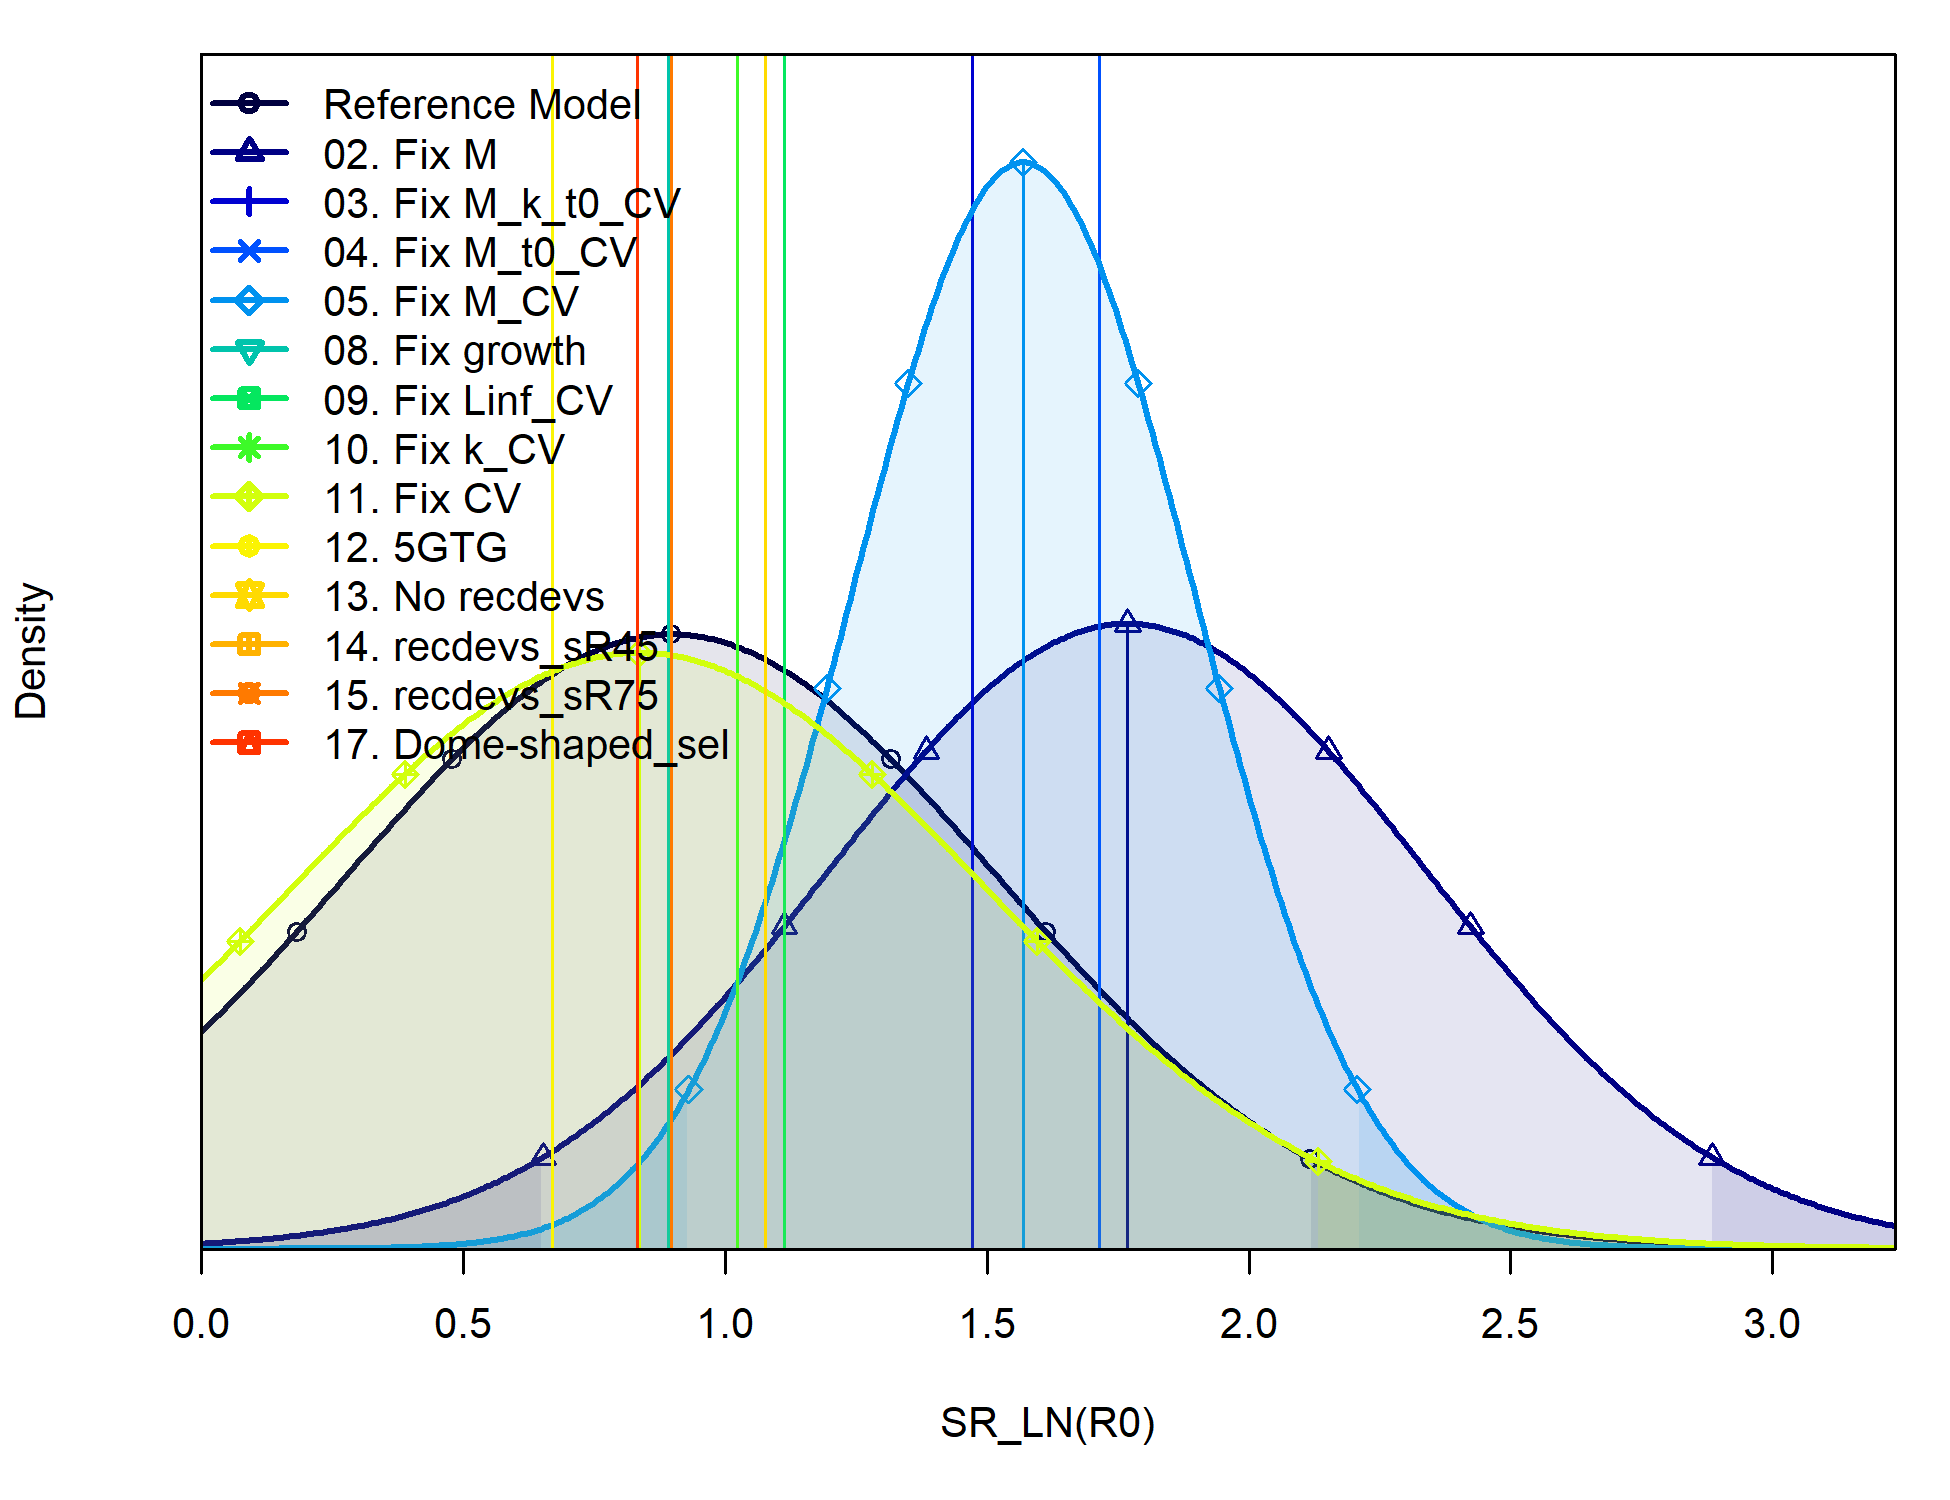 Reference Model
02. Fix M
03. Fix M_k_t0_CV
04. Fix M_t0_CV
05. Fix M_CV
08. Fix growth
09. Fix Linf_CV
10. Fix k_CV
11. Fix CV
12. 5GTG
13. No recdevs
14. recdevs_sR45
15. recdevs_sR75
17. Dome-shaped_sel
Density
0.0 0.5 1.0 1.5 2.0 2.5 3.0
SR_LN(R0)